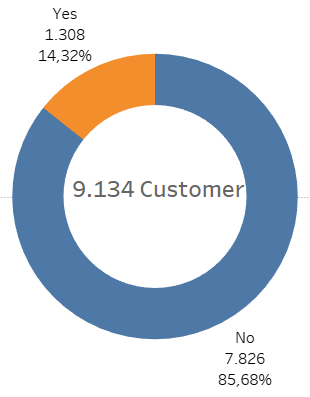 Yes
1.308
14,32%
9.134 Customer
No
7.826
85,68%